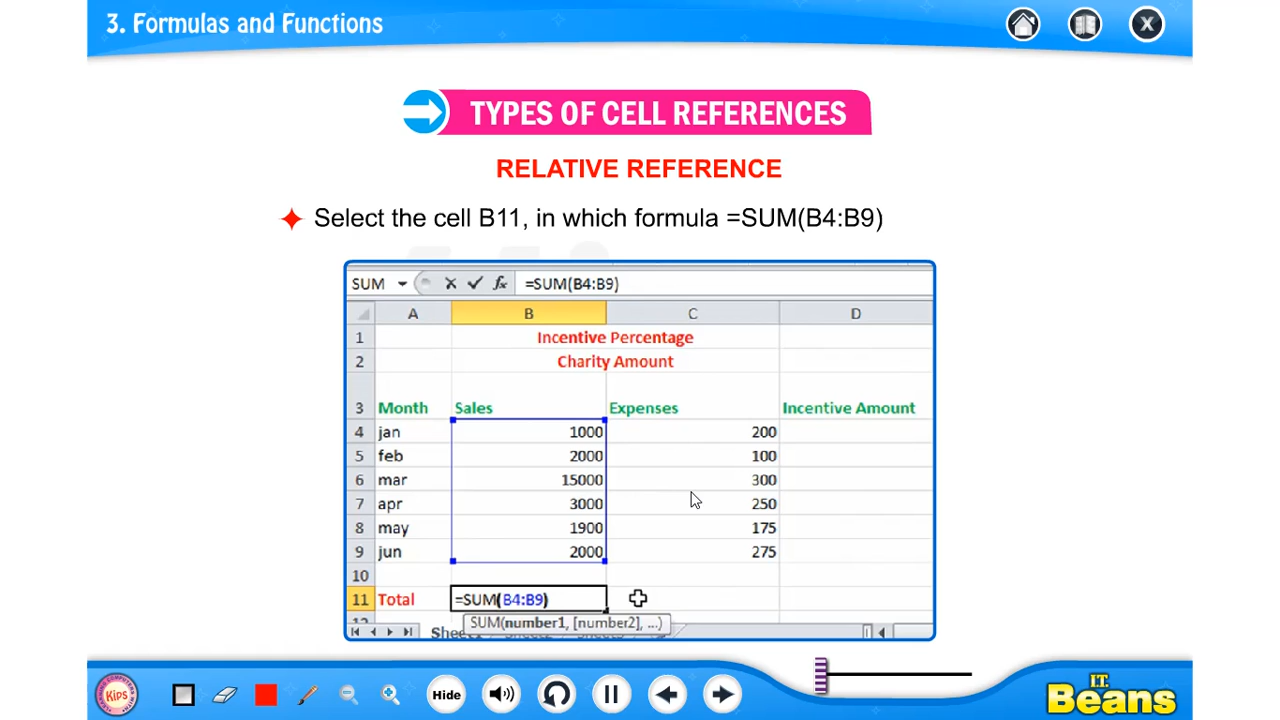 3. Formulas and Functions
TYPES OF CELL REFERENCES
RELATIVE REFERENCE
Select the cell B11, in which formula =SUM(B4:B9)
SUM =SUM(B4:B9)
A B C D
1 Incentive Percentage
2 Charity Amount
3 Month Sales Expenses Incentive Amount
4 jan 1000 200
5 feb 2000 100
6 mar 15000 300
7 apr 3000 250
8 may 1900 175
9 jun 2000 275
10
11 Total =SUM(B4:B9)
SUM(number1, [number2], ...)
Kips
Hide
I.T. Beans